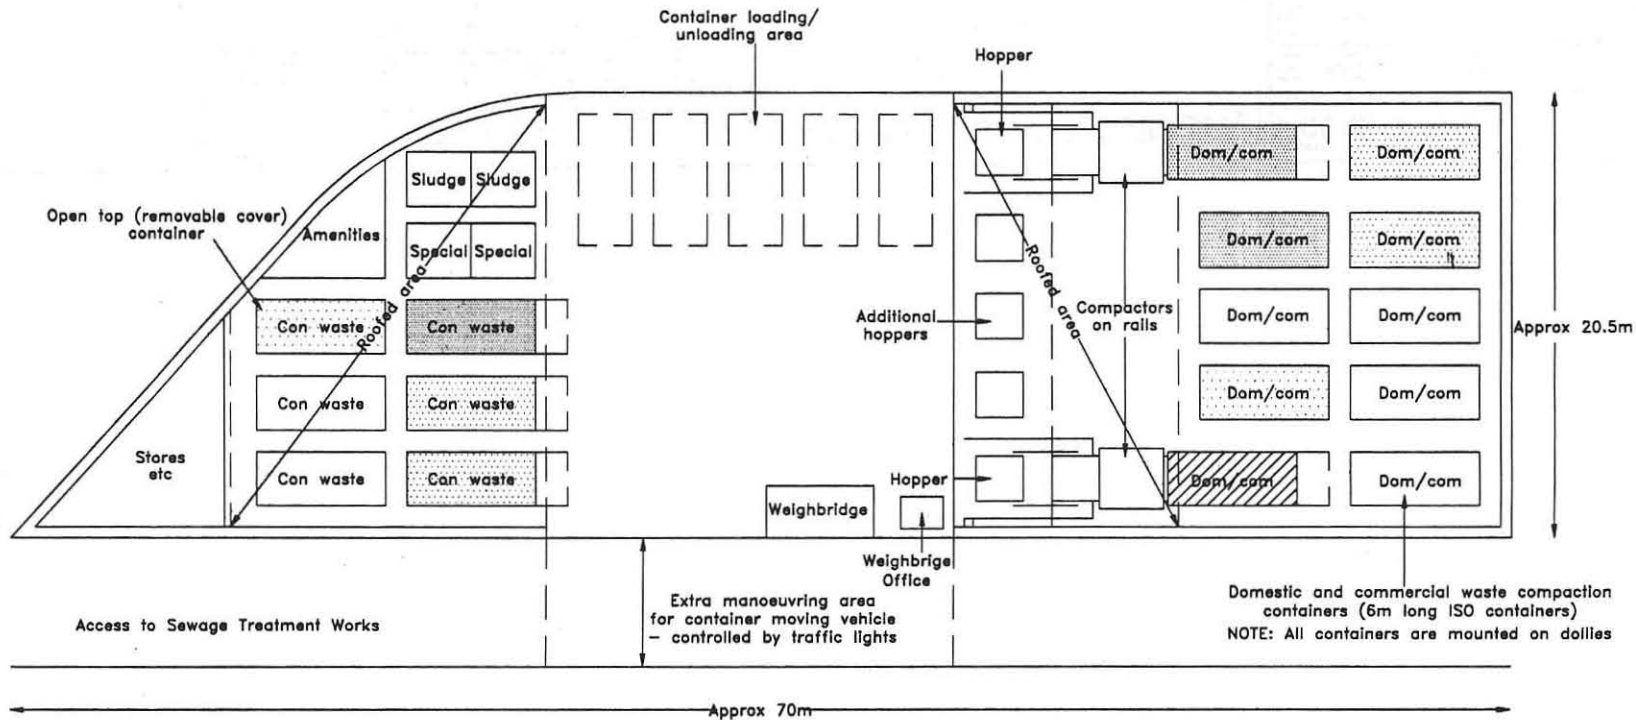 Container loading/
unloading area
Hopper
Dom/com
Dom/com
Sludge
Sludge
Open top (removable cover)
container
Amenities
Special
Special
Roofed area
Roofed area
Dom/com
Dom/com
Con waste
Con waste
Additional
hoppers
Compactors
on rails
Dom/com
Dom/com
Approx 20.5m
Con waste
Con waste
Dom/com
Dom/com
Stores
etc
Con waste
Con waste
Weighbridge
Hopper
Dom/com
Dom/com
Weighbrige
Office
Extra manoeuvring area
for container moving vehicle
– controlled by traffic lights
Access to Sewage Treatment Works
Domestic and commercial waste compaction
containers (6m long ISO containers)
NOTE: All containers are mounted on dollies
Approx 70m